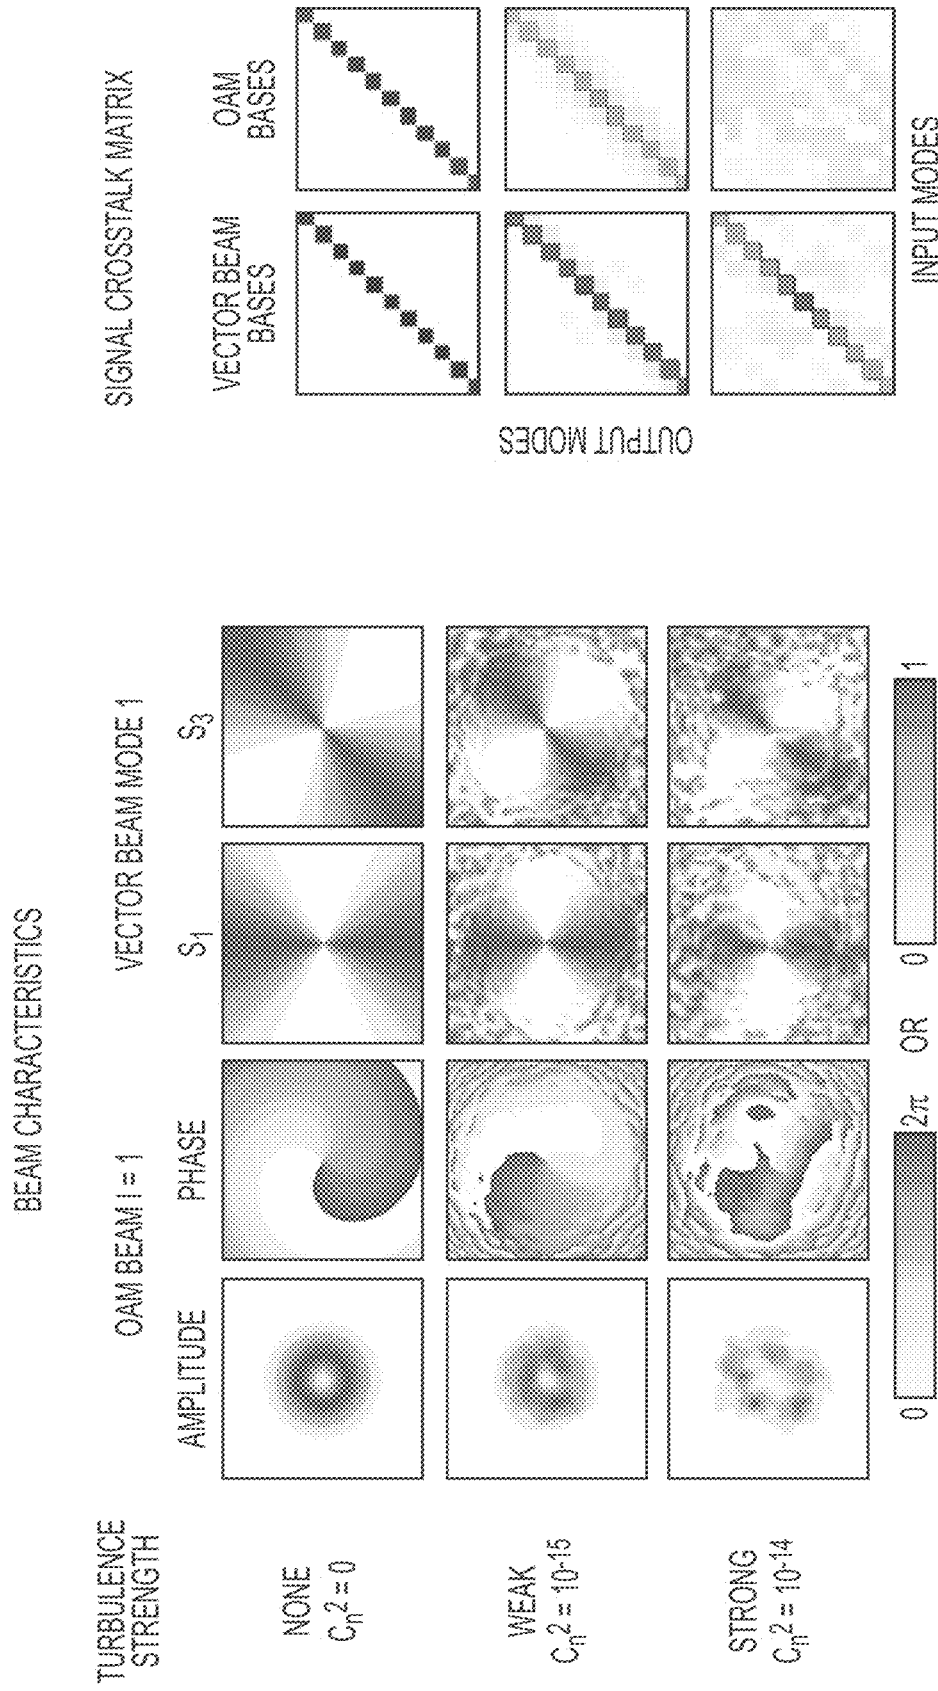 BEAM CHARACTERISTICS
SIGNAL CROSSTALK MATRIX
TURBULENCE
STRENGTH
OAM BEAM l = 1
VECTOR BEAM MODE 1
VECTOR BEAM
BASES
OAM
BASES
AMPLITUDE
PHASE
S₁
S₃
NONE
Cₙ² = 0
WEAK
Cₙ² = 10⁻¹⁵
STRONG
Cₙ² = 10⁻¹⁴
OUTPUT MODES
INPUT MODES
0
2π
OR
0
1